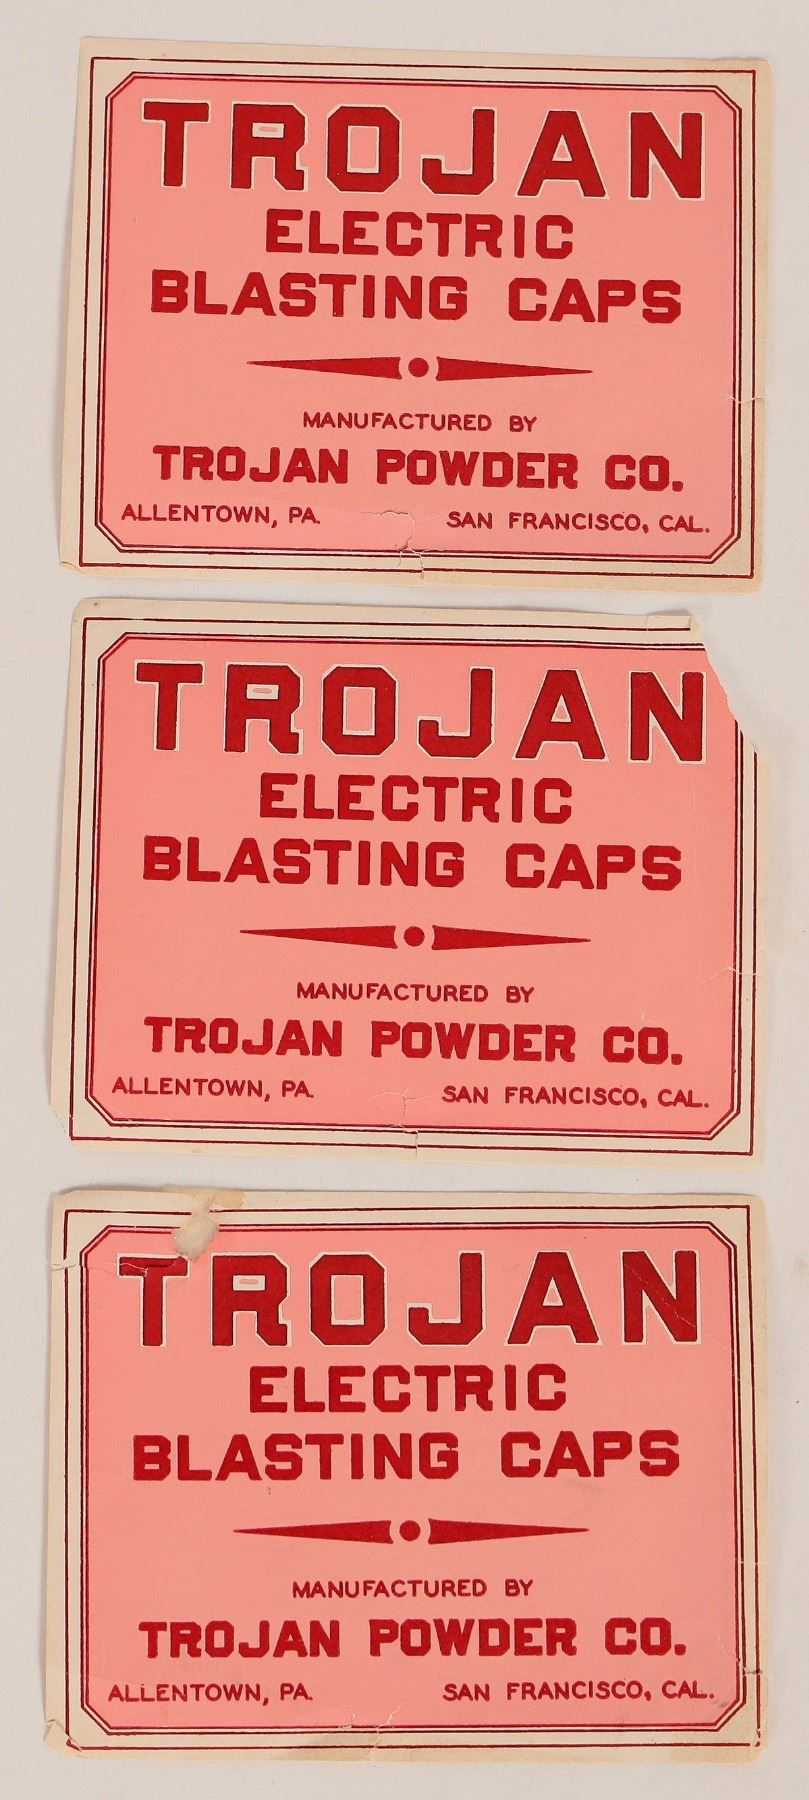 TROJAN
ELECTRIC
BLASTING CAPS
MANUFACTURED BY
TROJAN POWDER CO.
ALLENTOWN, PA. SAN FRANCISCO, CAL.
TROJAN
ELECTRIC
BLASTING CAPS
MANUFACTURED BY
TROJAN POWDER CO.
ALLENTOWN, PA. SAN FRANCISCO, CAL.
TROJAN
ELECTRIC
BLASTING CAPS
MANUFACTURED BY
TROJAN POWDER CO.
ALLENTOWN, PA. SAN FRANCISCO, CAL.